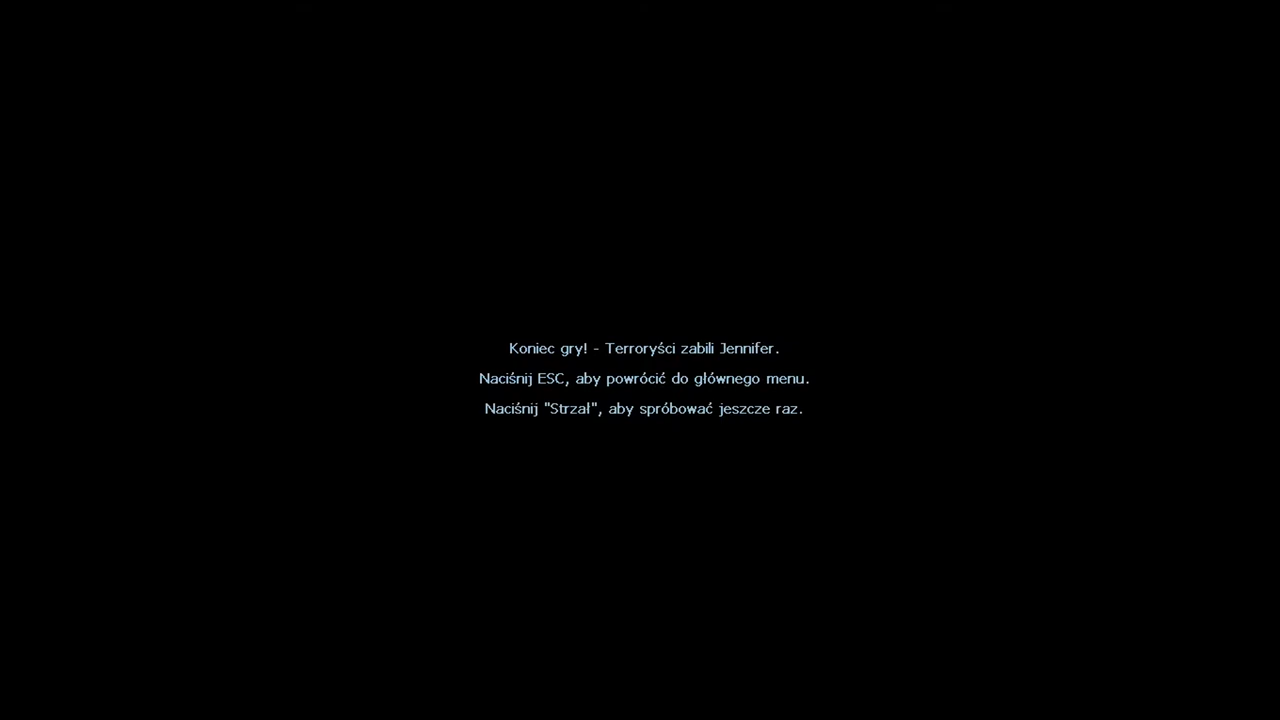 Koniec gry! - Terroryści zabili Jennifer.
Naciśnij ESC, aby powrócić do głównego menu.
Naciśnij "Strzał", aby spróbować jeszcze raz.